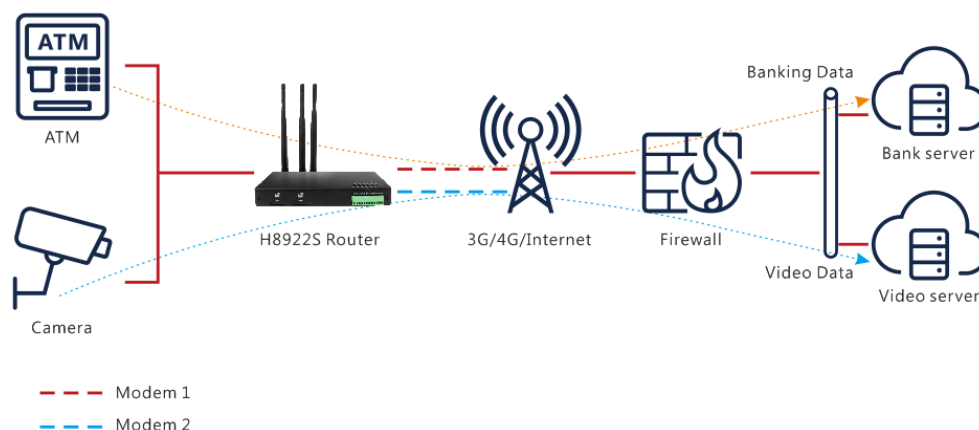 ATM
ATM
Camera
H8922S Router
3G/4G/Internet
Firewall
Banking Data
Video Data
Bank server
Video server
Modem 1
Modem 2